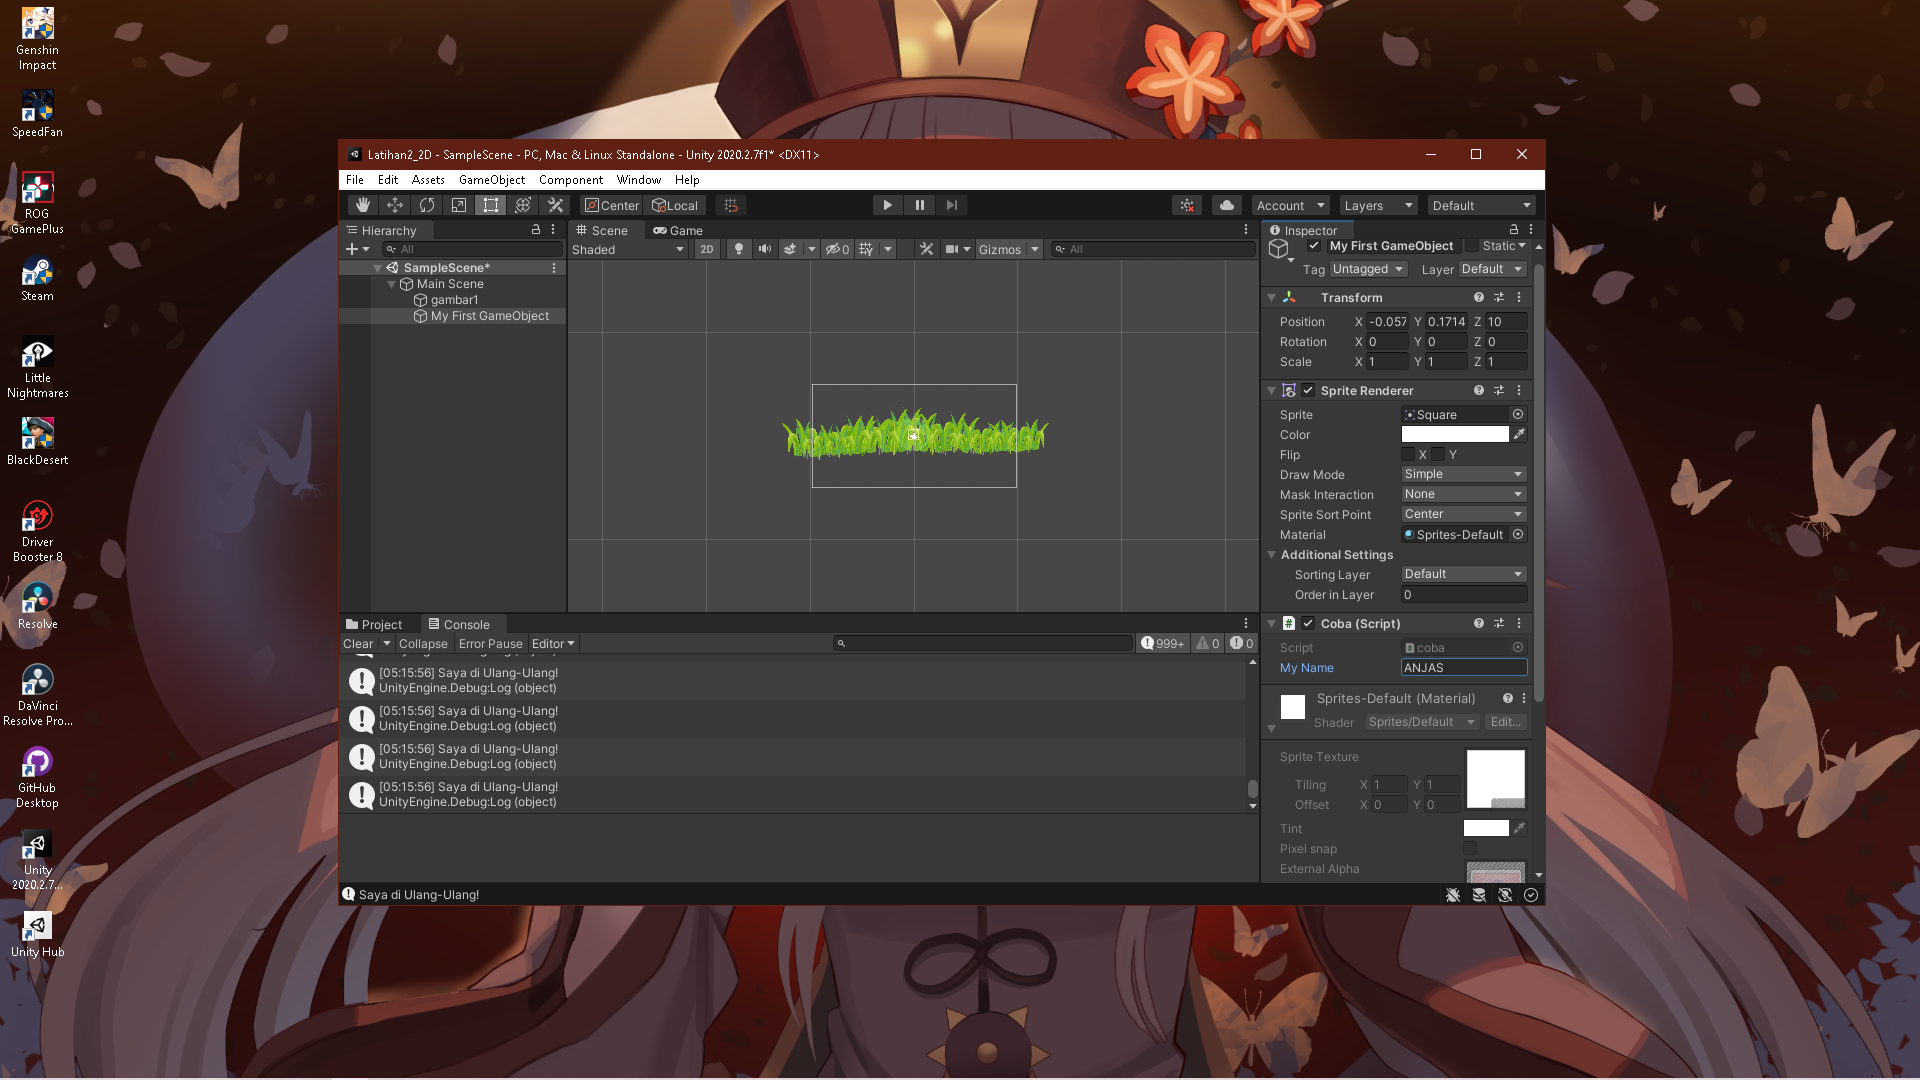 Genshin
Impact
SpeedFan
ROG
GamePlus
Steam
Little
Nightmares
BlackDesert
Driver
Booster 8
Resolve
DaVinci
Resolve Pro...
GitHub
Desktop
Unity
2020.2.7...
Unity Hub
Latihan2_2D - SampleScene - PC, Mac & Linux Standalone - Unity 2020.2.7f1* <DX11>
File Edit Assets GameObject Component Window Help
Center Local Account Layers Default
Hierarchy
All
SampleScene*
Main Scene
gambar1
My First GameObject
Scene Game
Shaded 2D 0 Gizmos All
Project Console
Clear Collapse Error Pause Editor 999+ 0 0
[05:15:56] Saya di Ulang-Ulang!
UnityEngine.Debug:Log (object)
[05:15:56] Saya di Ulang-Ulang!
UnityEngine.Debug:Log (object)
[05:15:56] Saya di Ulang-Ulang!
UnityEngine.Debug:Log (object)
[05:15:56] Saya di Ulang-Ulang!
UnityEngine.Debug:Log (object)
Saya di Ulang-Ulang!
Inspector
My First GameObject Static
Tag Untagged Layer Default
Transform
Position X -0.057 Y 0.1714 Z 10
Rotation X 0 Y 0 Z 0
Scale X 1 Y 1 Z 1
Sprite Renderer
Sprite Square
Color
Flip X Y
Draw Mode Simple
Mask Interaction None
Sprite Sort Point Center
Material Sprites-Default
Additional Settings
Sorting Layer Default
Order in Layer 0
# Coba (Script)
Script coba
My Name ANJAS
Sprites-Default (Material)
Shader Sprites/Default Edit...
Sprite Texture
Tiling X 1 Y 1
Offset X 0 Y 0
Tint
Pixel snap
External Alpha